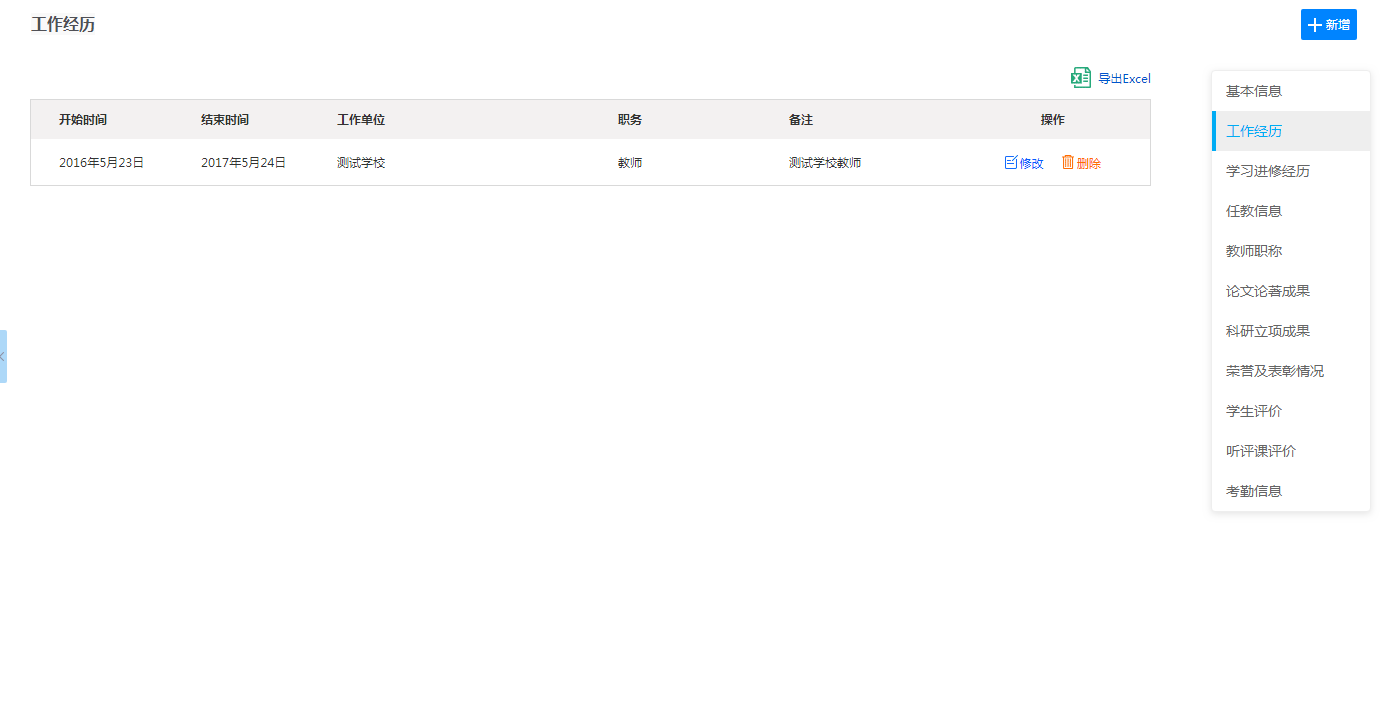 工作经历
新增
导出Excel
开始时间 结束时间 工作单位 职务 备注 操作
2016年5月23日 2017年5月24日 测试学校 教师 测试学校教师 修改 删除
基本信息
工作经历
学习进修经历
任教信息
教师职称
论文论著成果
科研立项成果
荣誉及表彰情况
学生评价
听评课评价
考勤信息